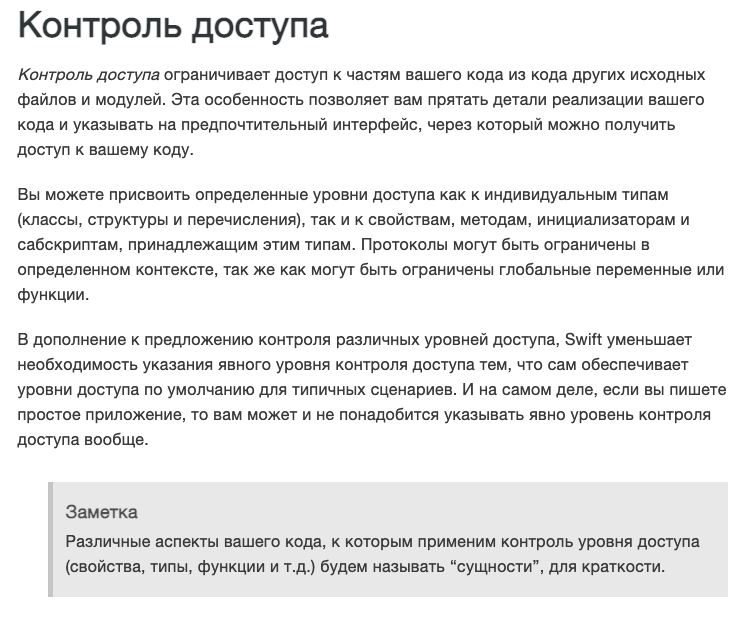 Контроль доступа
Контроль доступа ограничивает доступ к частям вашего кода из кода других исходных
файлов и модулей. Эта особенность позволяет вам прятать детали реализации вашего
кода и указывать на предпочтительный интерфейс, через который можно получить
доступ к вашему коду.
Вы можете присвоить определенные уровни доступа как к индивидуальным типам
(классы, структуры и перечисления), так и к свойствам, методам, инициализаторам и
сабскриптам, принадлежащим этим типам. Протоколы могут быть ограничены в
определенном контексте, так же как могут быть ограничены глобальные переменные или
функции.
В дополнение к предложению контроля различных уровней доступа, Swift уменьшает
необходимость указания явного уровня контроля доступа тем, что сам обеспечивает
уровни доступа по умолчанию для типичных сценариев. И на самом деле, если вы пишете
простое приложение, то вам может и не понадобится указывать явно уровень контроля
доступа вообще.
Заметка
Различные аспекты вашего кода, к которым применим контроль уровня доступа
(свойства, типы, функции и т.д.) будем называть “сущности”, для краткости.